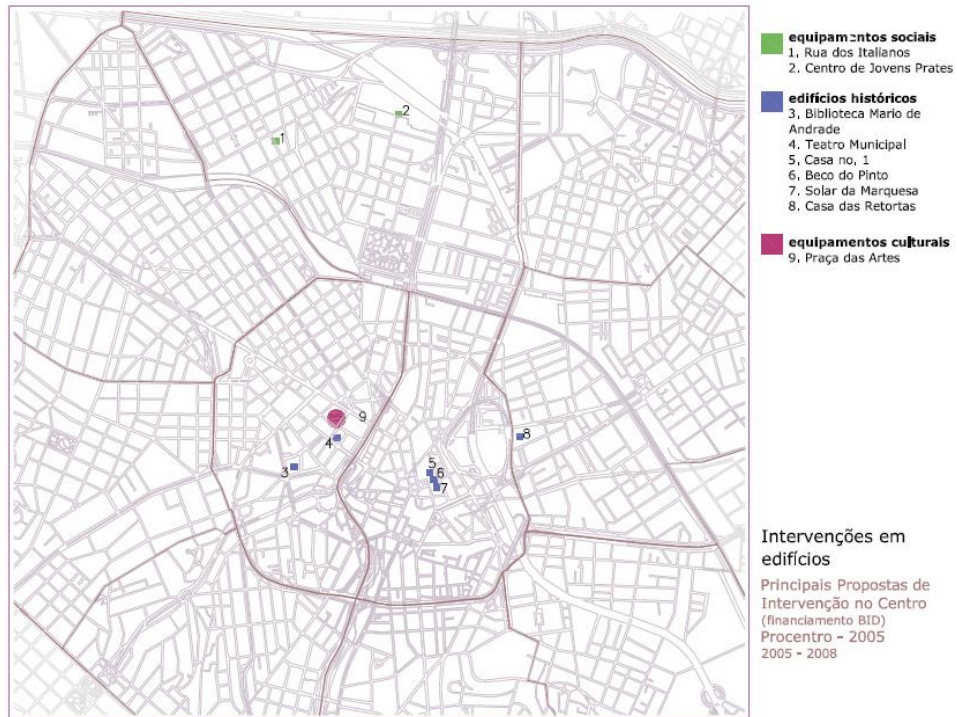 equipamentos sociais
1, Rua dos Italianos
2. Centro de Jovens Prates
edifícios históricos
3, Biblioteca Mario de
Andrade
4. Teatro Municipal
5, Casa no, 1
6, Beco do Pinto
7. Solar da Marquesa
8. Casa das Retortas
equipamentos culturais
9, Praça das Artes
1
2
9
4
3
5
6
7
8
Intervenções em
edifícios
Principais Propostas de
Intervenção no Centro
(financiamento BID)
Procentro - 2005
2005 - 2008